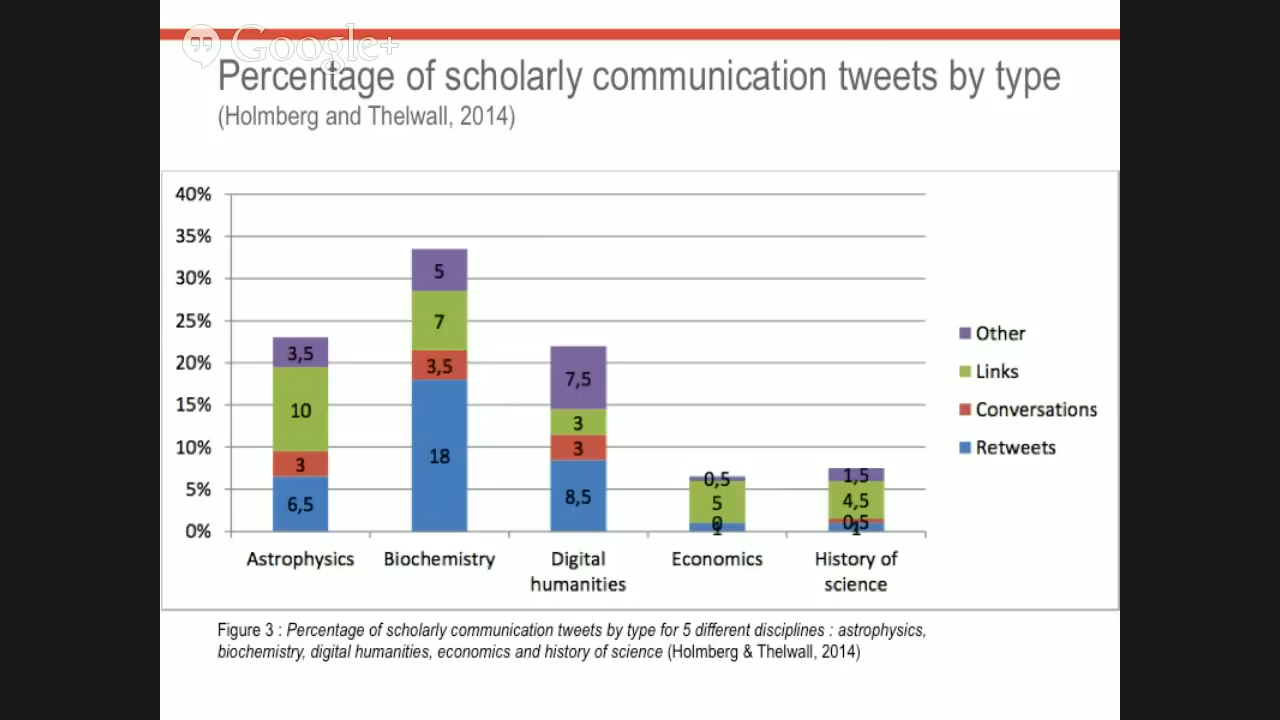 Google+
Percentage of scholarly communication tweets by type
(Holmberg and Thelwall, 2014)
40%
35%
30%
25%
20%
15%
10%
5%
0%
3,5
10
3
6,5
5
7
3,5
18
7,5
3
3
8,5
0,5
5
0
1
1,5
4,5
0,5
1
Astrophysics
Biochemistry
Digital
humanities
Economics
History of
science
Other
Links
Conversations
Retweets
Figure 3 : Percentage of scholarly communication tweets by type for 5 different disciplines : astrophysics,
biochemistry, digital humanities, economics and history of science (Holmberg & Thelwall, 2014)